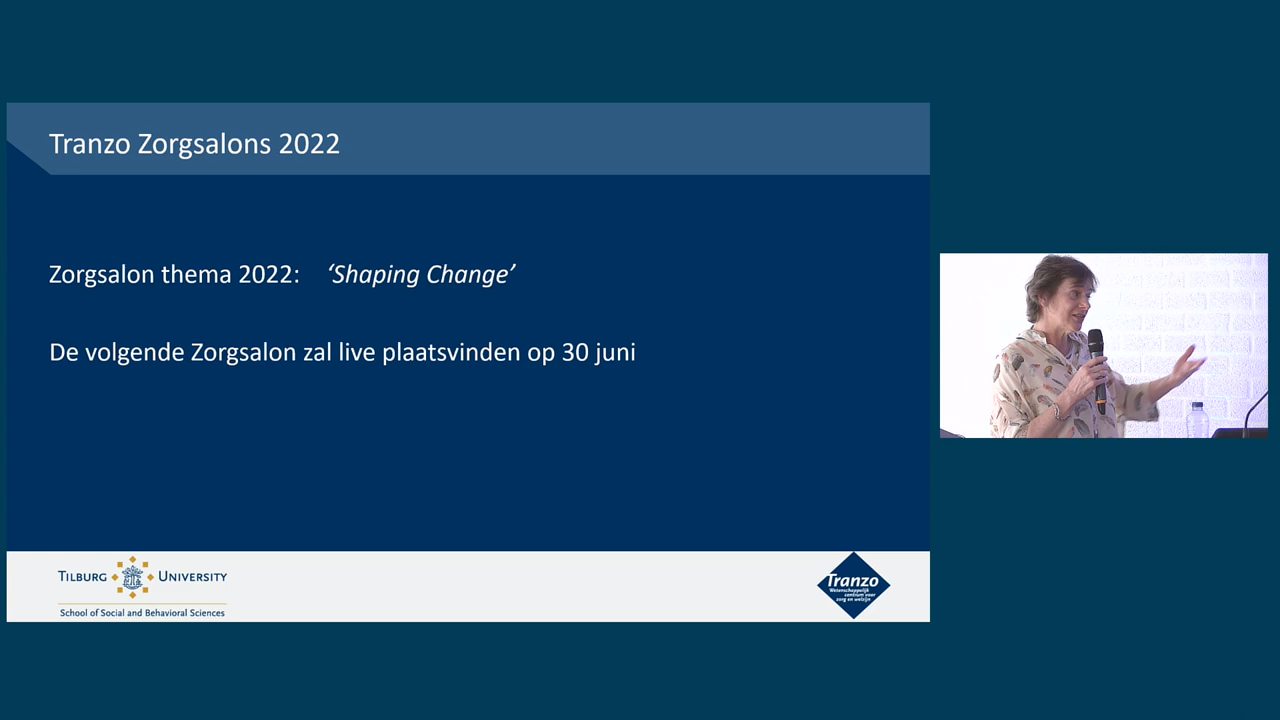 Tranzo Zorgsalons 2022
Zorgsalon thema 2022: ‘Shaping Change’
De volgende Zorgsalon zal live plaatsvinden op 30 juni
TILBURG UNIVERSITY
School of Social and Behavioral Sciences
Tranzo
Wetenschappelijk
centrum voor
zorg en welzijn